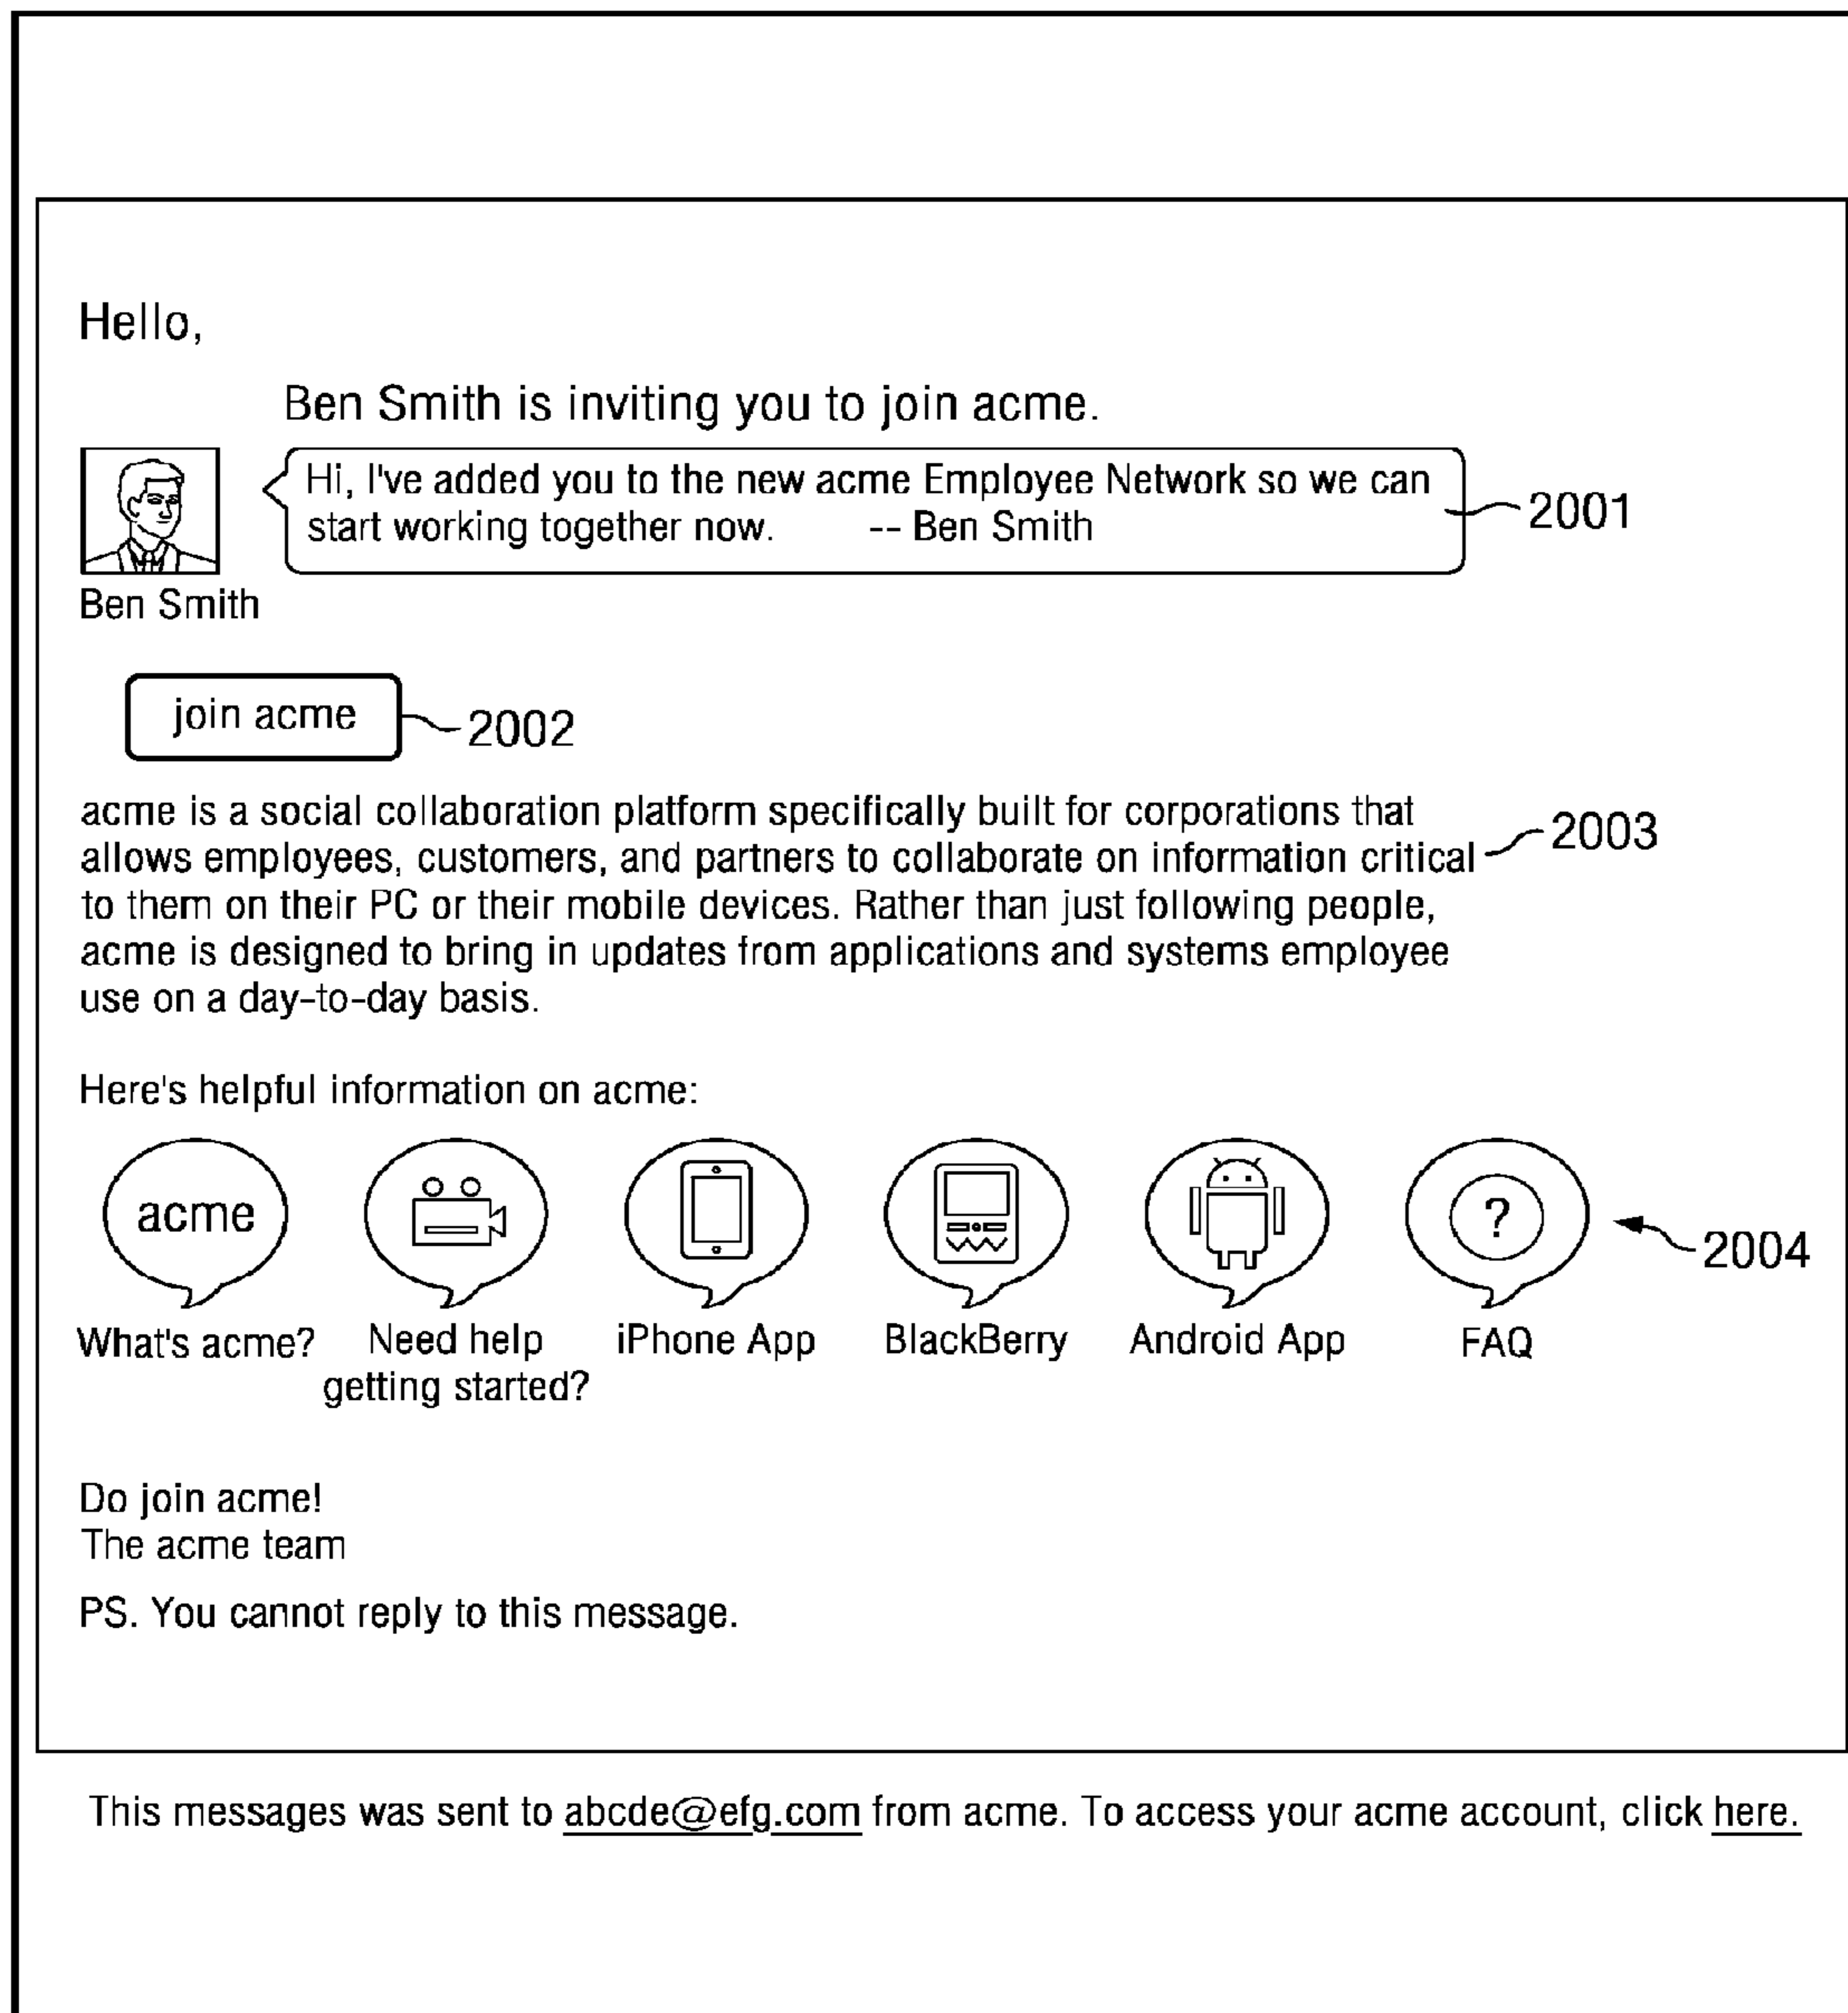 Hello,
Ben Smith is inviting you to join acme.
Hi, I've added you to the new acme Employee Network so we can
start working together now. -- Ben Smith
2001
Ben Smith
join acme
2002
acme is a social collaboration platform specifically built for corporations that
allows employees, customers, and partners to collaborate on information critical
to them on their PC or their mobile devices. Rather than just following people,
acme is designed to bring in updates from applications and systems employee
use on a day-to-day basis.
2003
Here's helpful information on acme:
acme
?
2004
What's acme?
Need help
getting started?
iPhone App
BlackBerry
Android App
FAQ
Do join acme!
The acme team
PS. You cannot reply to this message.
This messages was sent to abcde@efg.com from acme. To access your acme account, click here.